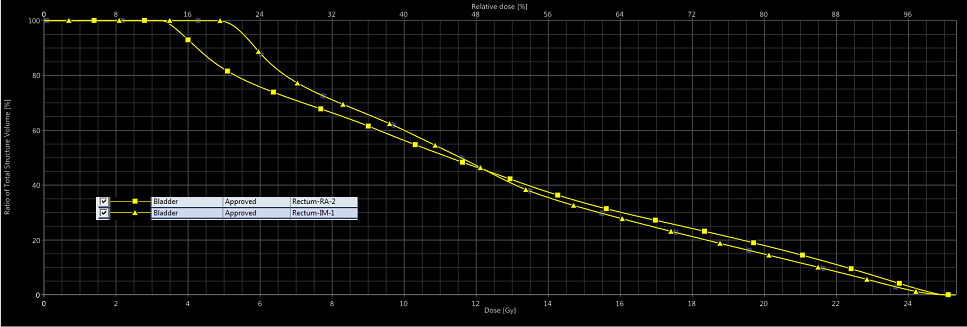 Relative dose [%]
0 8 16 24 32 40 48 56 64 72 80 88 96
100
80
60
40
20
0
Ratio of Total Structure Volume [%]
Bladder Approved Rectum-RA-2
Bladder Approved Rectum-IM-1
0 2 4 6 8 10 12 14 16 18 20 22 24
Dose [Gy]